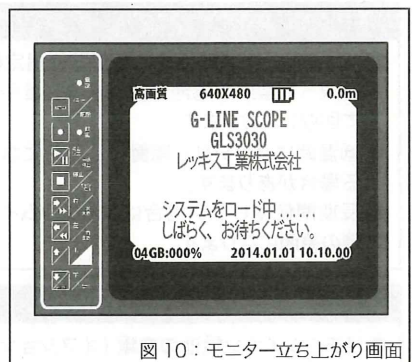 高画質 640X480 0.0m
G-LINE SCOPE
GLS3030
レッキス工業株式会社
システムをロード中......
しばらく、お待ちください。
04GB:000% 2014.01.01 10.10.00
図 10：モニター立ち上がり画面